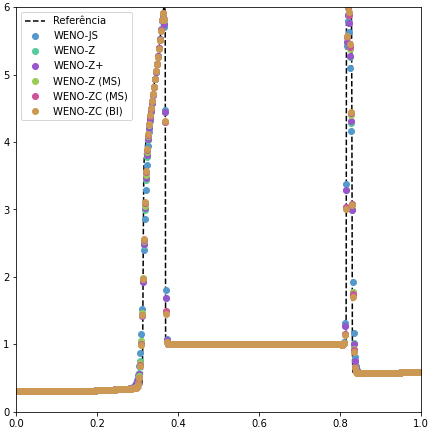 6
5
4
3
2
1
0
Referência
WENO-JS
WENO-Z
WENO-Z+
WENO-Z (MS)
WENO-ZC (MS)
WENO-ZC (BI)
0.0 0.2 0.4 0.6 0.8 1.0